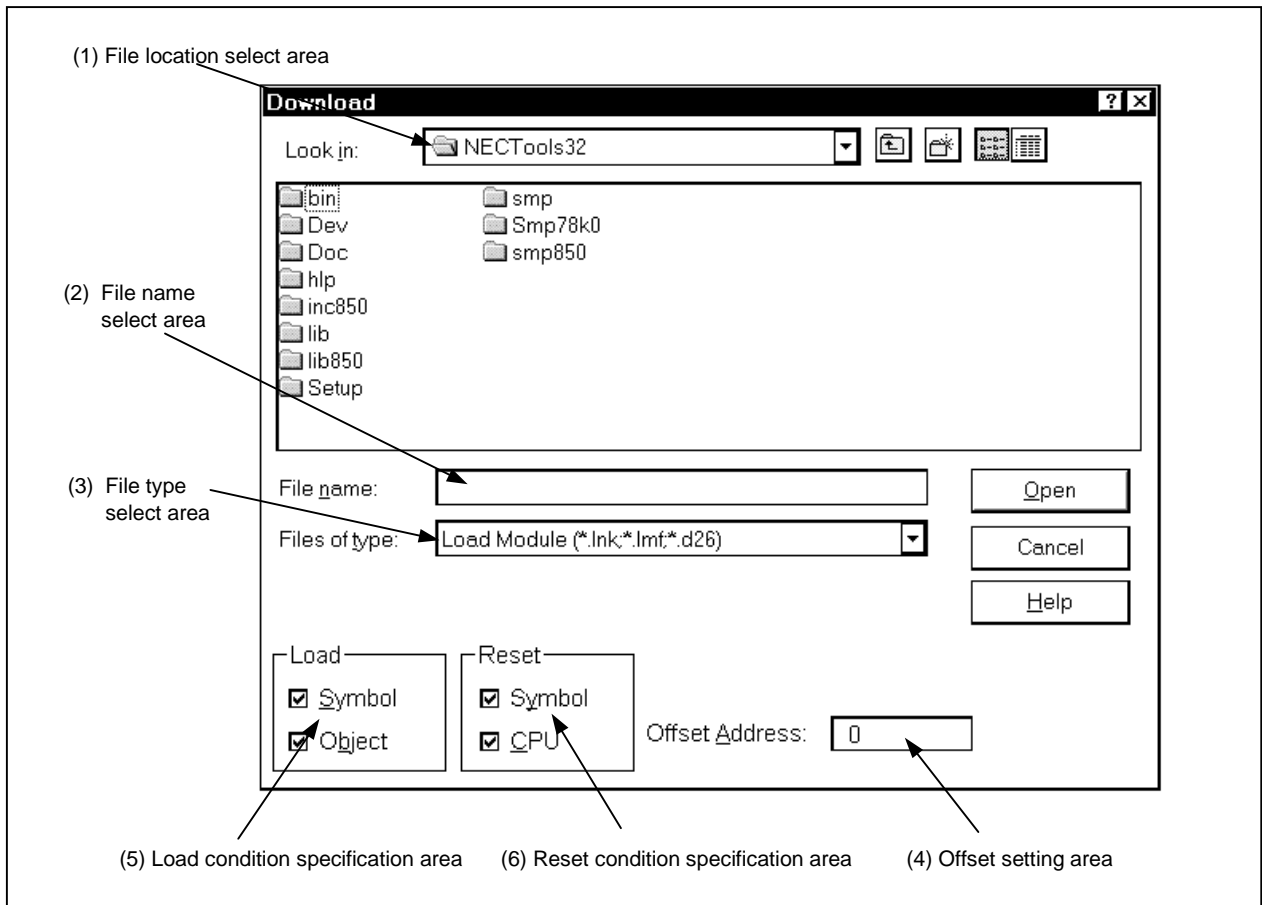 (1) File location select area
Download
Look in:
NECTools32
bin
Dev
Doc
hlp
inc850
lib
lib850
Setup
smp
Smp78k0
smp850
(2) File name
select area
(3) File type
select area
File name:
Open
Files of type:
Load Module (*.lnk;*.lmf;*.d26)
Cancel
Help
Load
Symbol
Object
Reset
Symbol
CPU
Offset Address:
0
(5) Load condition specification area
(6) Reset condition specification area
(4) Offset setting area